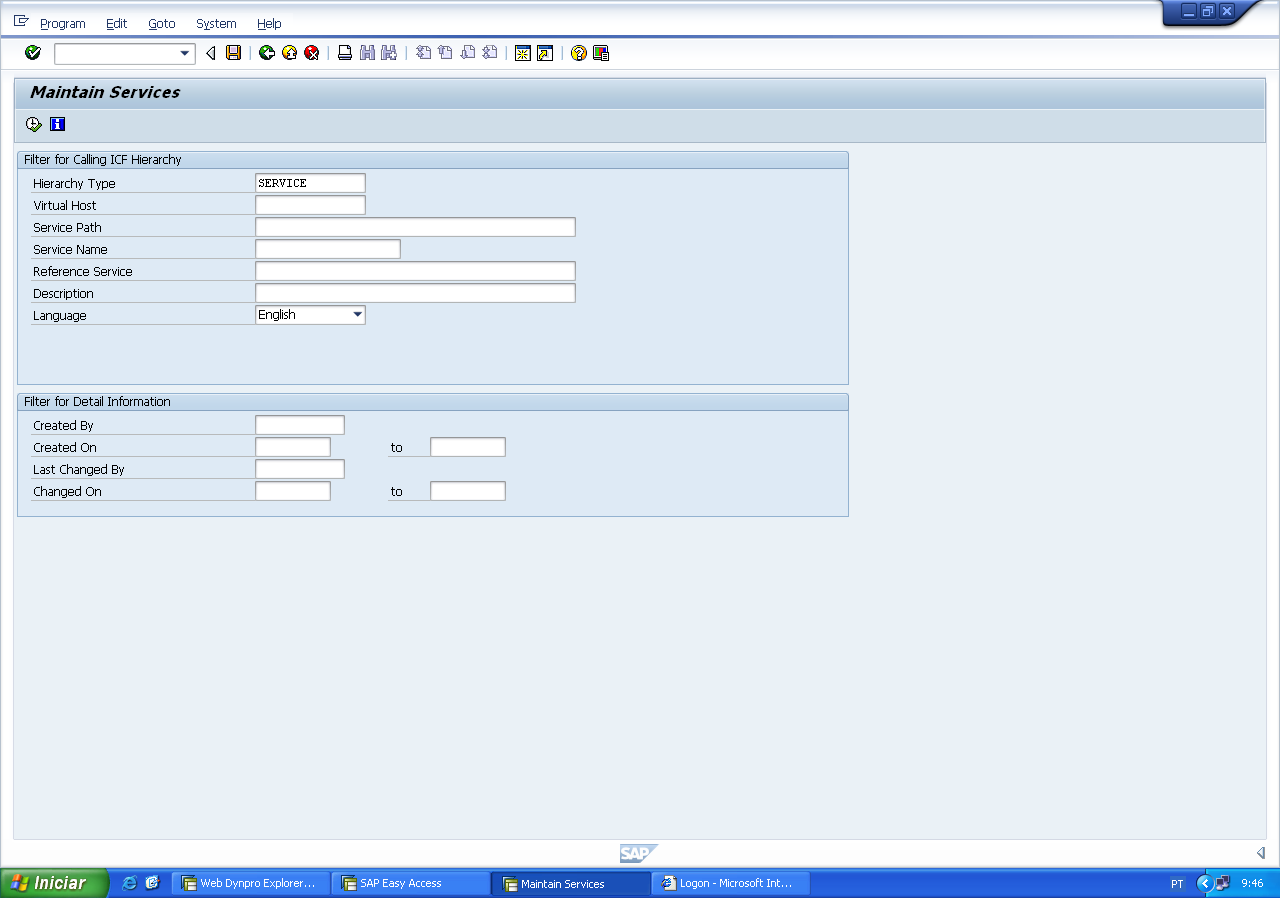 Program Edit Goto System Help
Maintain Services
Filter for Calling ICF Hierarchy
Hierarchy Type SERVICE
Virtual Host
Service Path
Service Name
Reference Service
Description
Language English
Filter for Detail Information
Created By
Created On to
Last Changed By
Changed On to
SAP
Iniciar Web Dynpro Explorer... SAP Easy Access Maintain Services Logon - Microsoft Int... PT 9:46